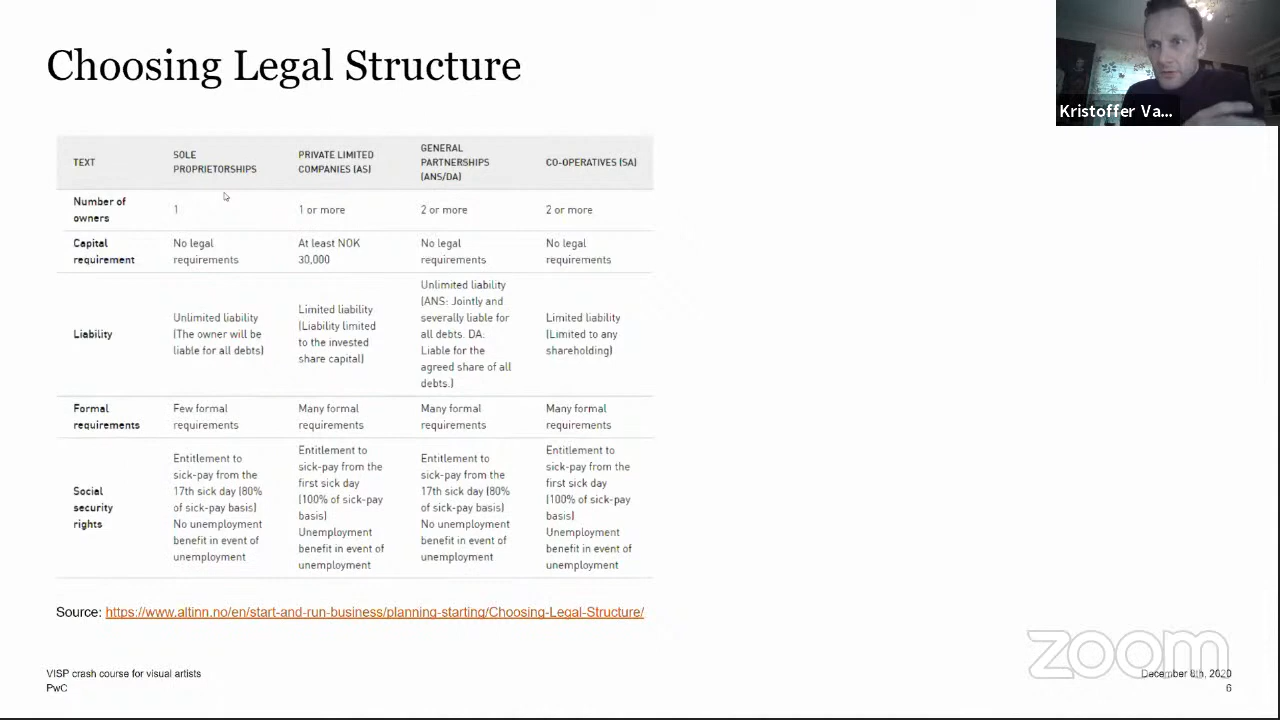 Choosing Legal Structure
Kristoffer Va...
TEXT
SOLE
PROPRIETORSHIPS
PRIVATE LIMITED
COMPANIES (AS)
GENERAL
PARTNERSHIPS
(ANS/DA)
CO-OPERATIVES (SA)
Number of
owners
1
1 or more
2 or more
2 or more
Capital
requirement
No legal
requirements
At least NOK
30,000
No legal
requirements
No legal
requirements
Liability
Unlimited liability
(The owner will be
liable for all debts)
Limited liability
(Liability limited
to the invested
share capital)
Unlimited liability
(ANS: Jointly and
severally liable for
all debts. DA:
Liable for the
agreed share of all
debts.)
Limited liability
(Limited to any
shareholding)
Formal
requirements
Few formal
requirements
Many formal
requirements
Many formal
requirements
Many formal
requirements
Social
security
rights
Entitlement to
sick-pay from the
17th sick day (80%
of sick-pay basis)
No unemployment
benefit in event of
unemployment
Entitlement to
sick-pay from the
first sick day
(100% of sick-pay
basis)
Unemployment
benefit in event of
unemployment
Entitlement to
sick-pay from the
17th sick day (80%
of sick-pay basis)
No unemployment
benefit in event of
unemployment
Entitlement to
sick-pay from the
first sick day
(100% of sick-pay
basis)
Unemployment
benefit in event of
unemployment
Source: https://www.altinn.no/en/start-and-run-business/planning-starting/Choosing-Legal-Structure/
zoom
VISP crash course for visual artists
PwC
December 8th, 2020
6